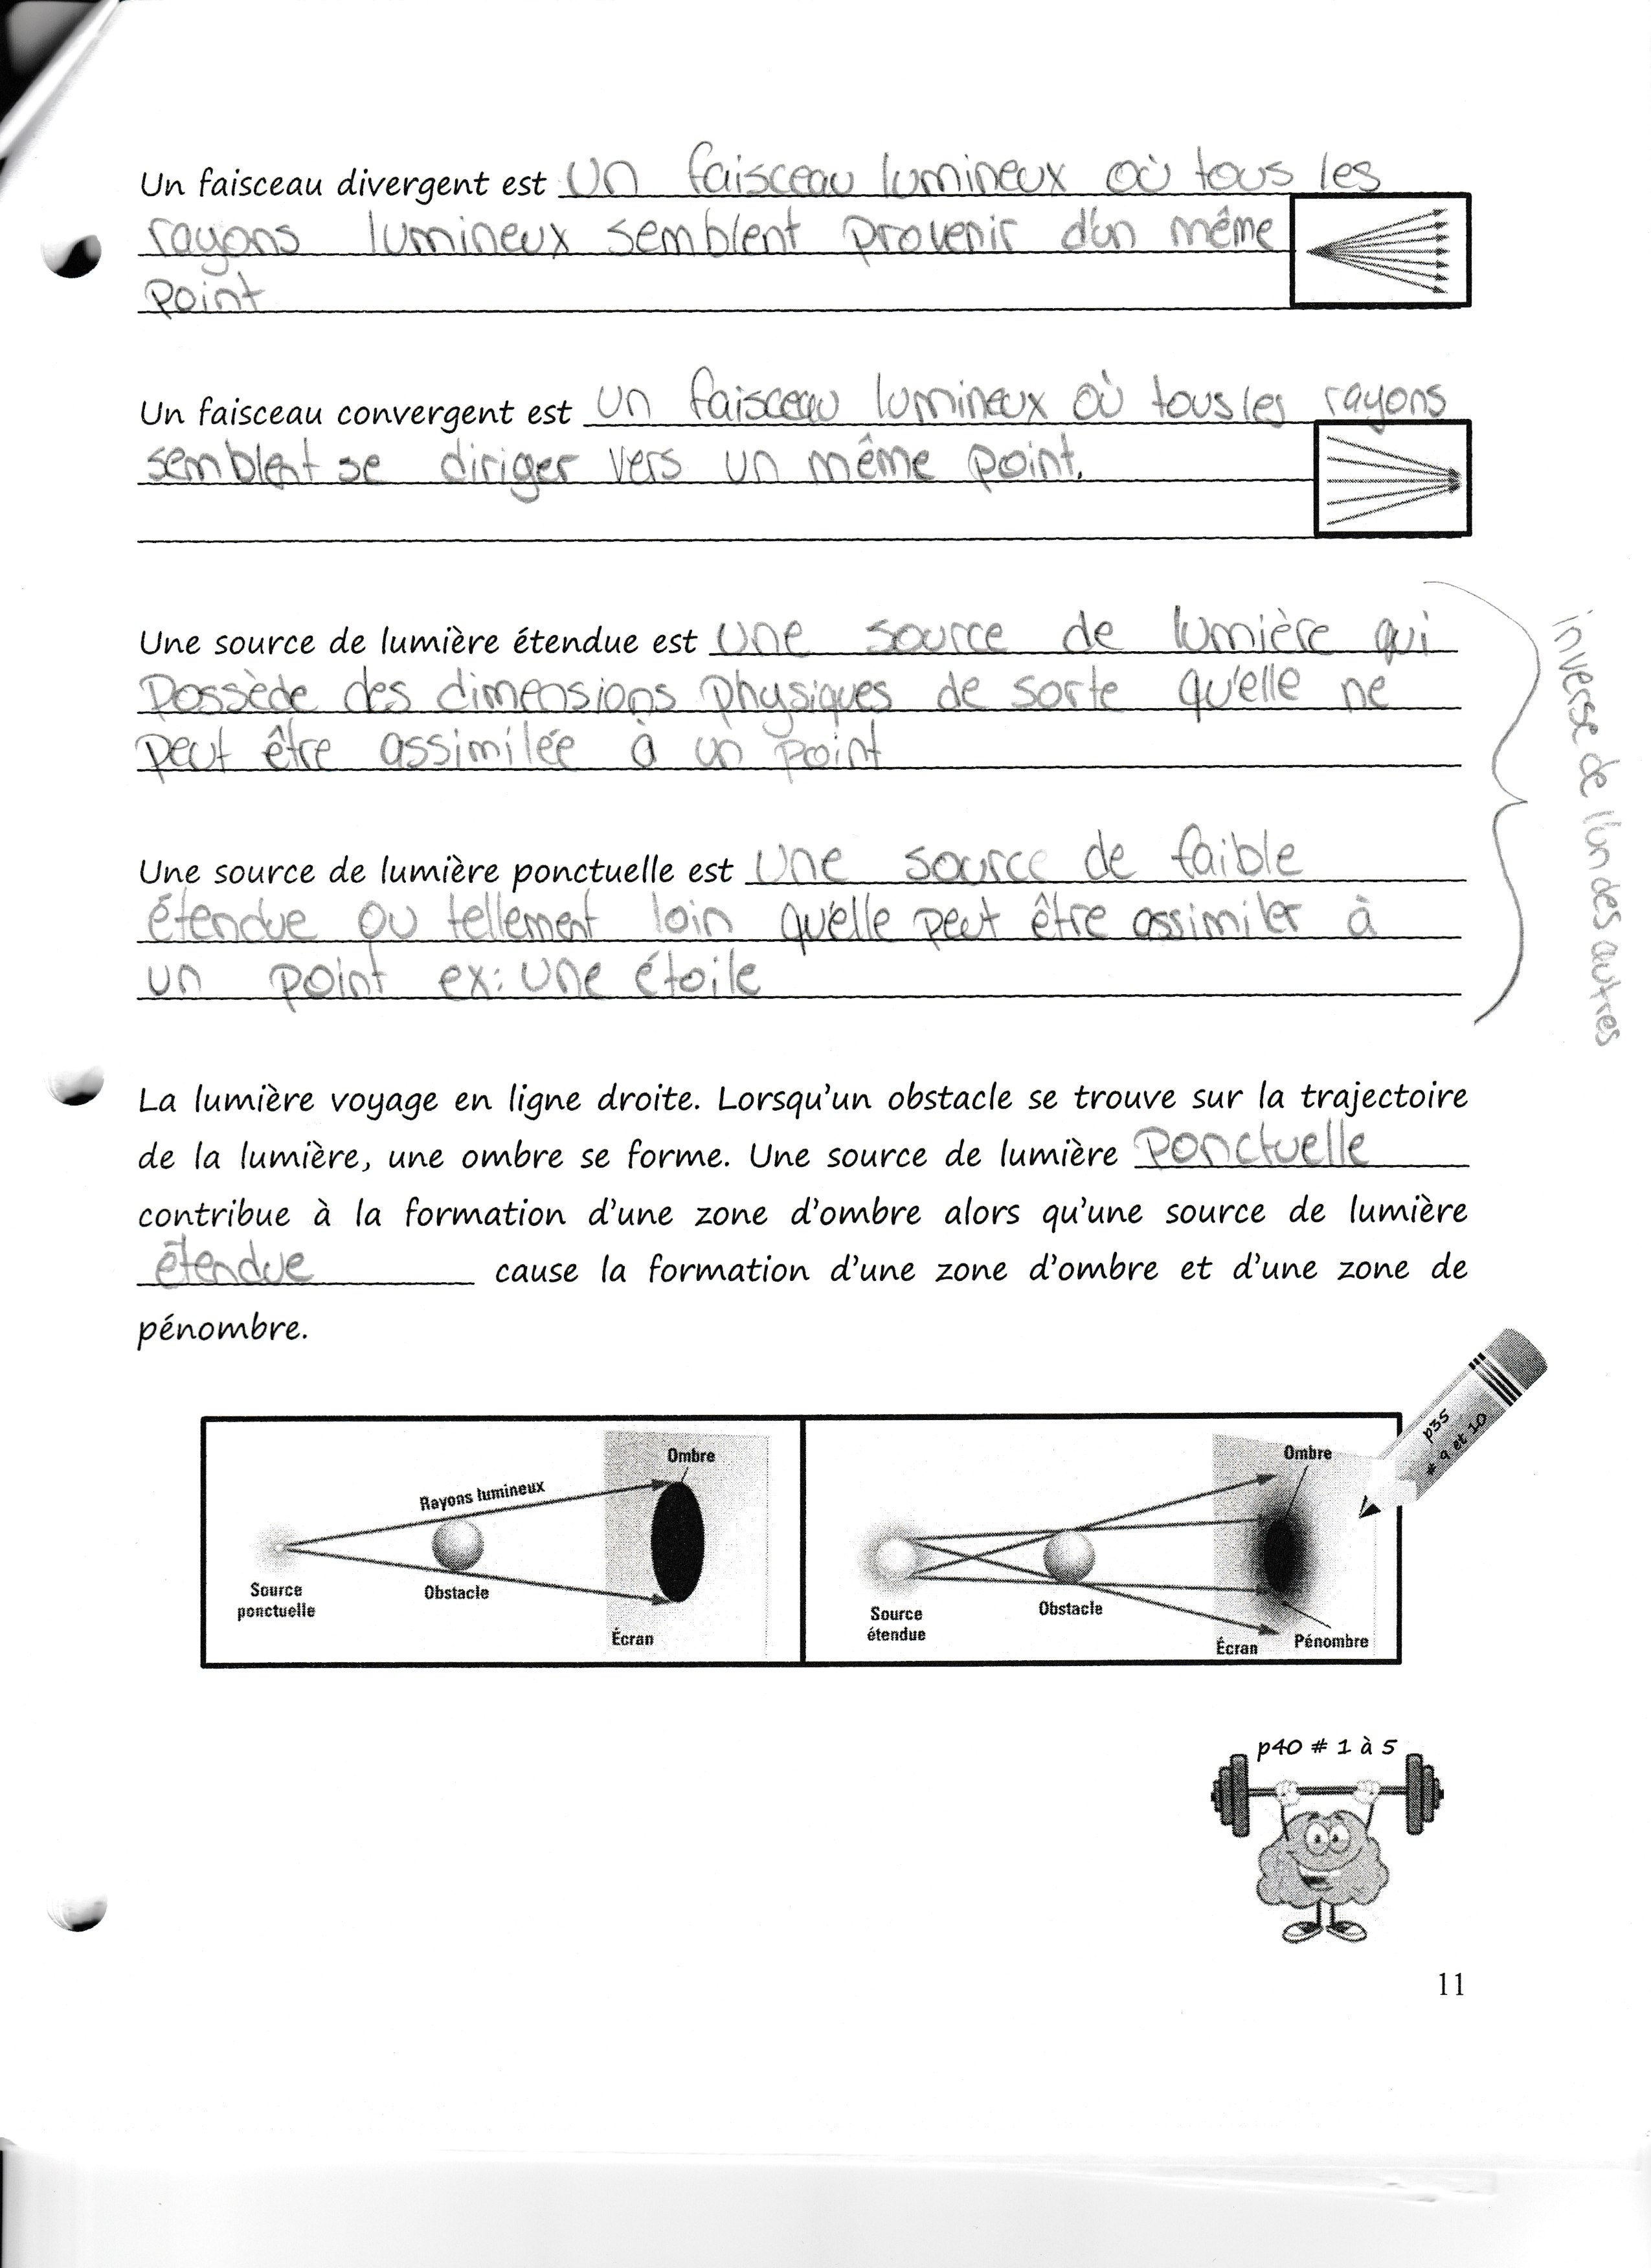 Un faisceau divergent est un faisceau lumineux où tous les
rayons lumineux semblent provenir d'un même
point
Un faisceau convergent est un faisceau lumineux où tous les rayons
semblent se diriger vers un même point.
Une source de lumière étendue est une source de lumière qui
possède des dimensions physiques de sorte qu'elle ne
peut être assimilée à un point
Une source de lumière ponctuelle est une source de faible
étendue ou tellement loin qu'elle peut être assimiler à
un point ex: une étoile
inverse de l'un des autres
La lumière voyage en ligne droite. Lorsqu'un obstacle se trouve sur la trajectoire
de la lumière, une ombre se forme. Une source de lumière ponctuelle
contribue à la formation d'une zone d'ombre alors qu'une source de lumière
étendue cause la formation d'une zone d'ombre et d'une zone de
pénombre.
p35
# 9 et 10
Ombre
Rayons lumineux
Source
ponctuelle
Obstacle
Écran
Ombre
Source
étendue
Obstacle
Écran
Pénombre
p40 # 1 à 5
11